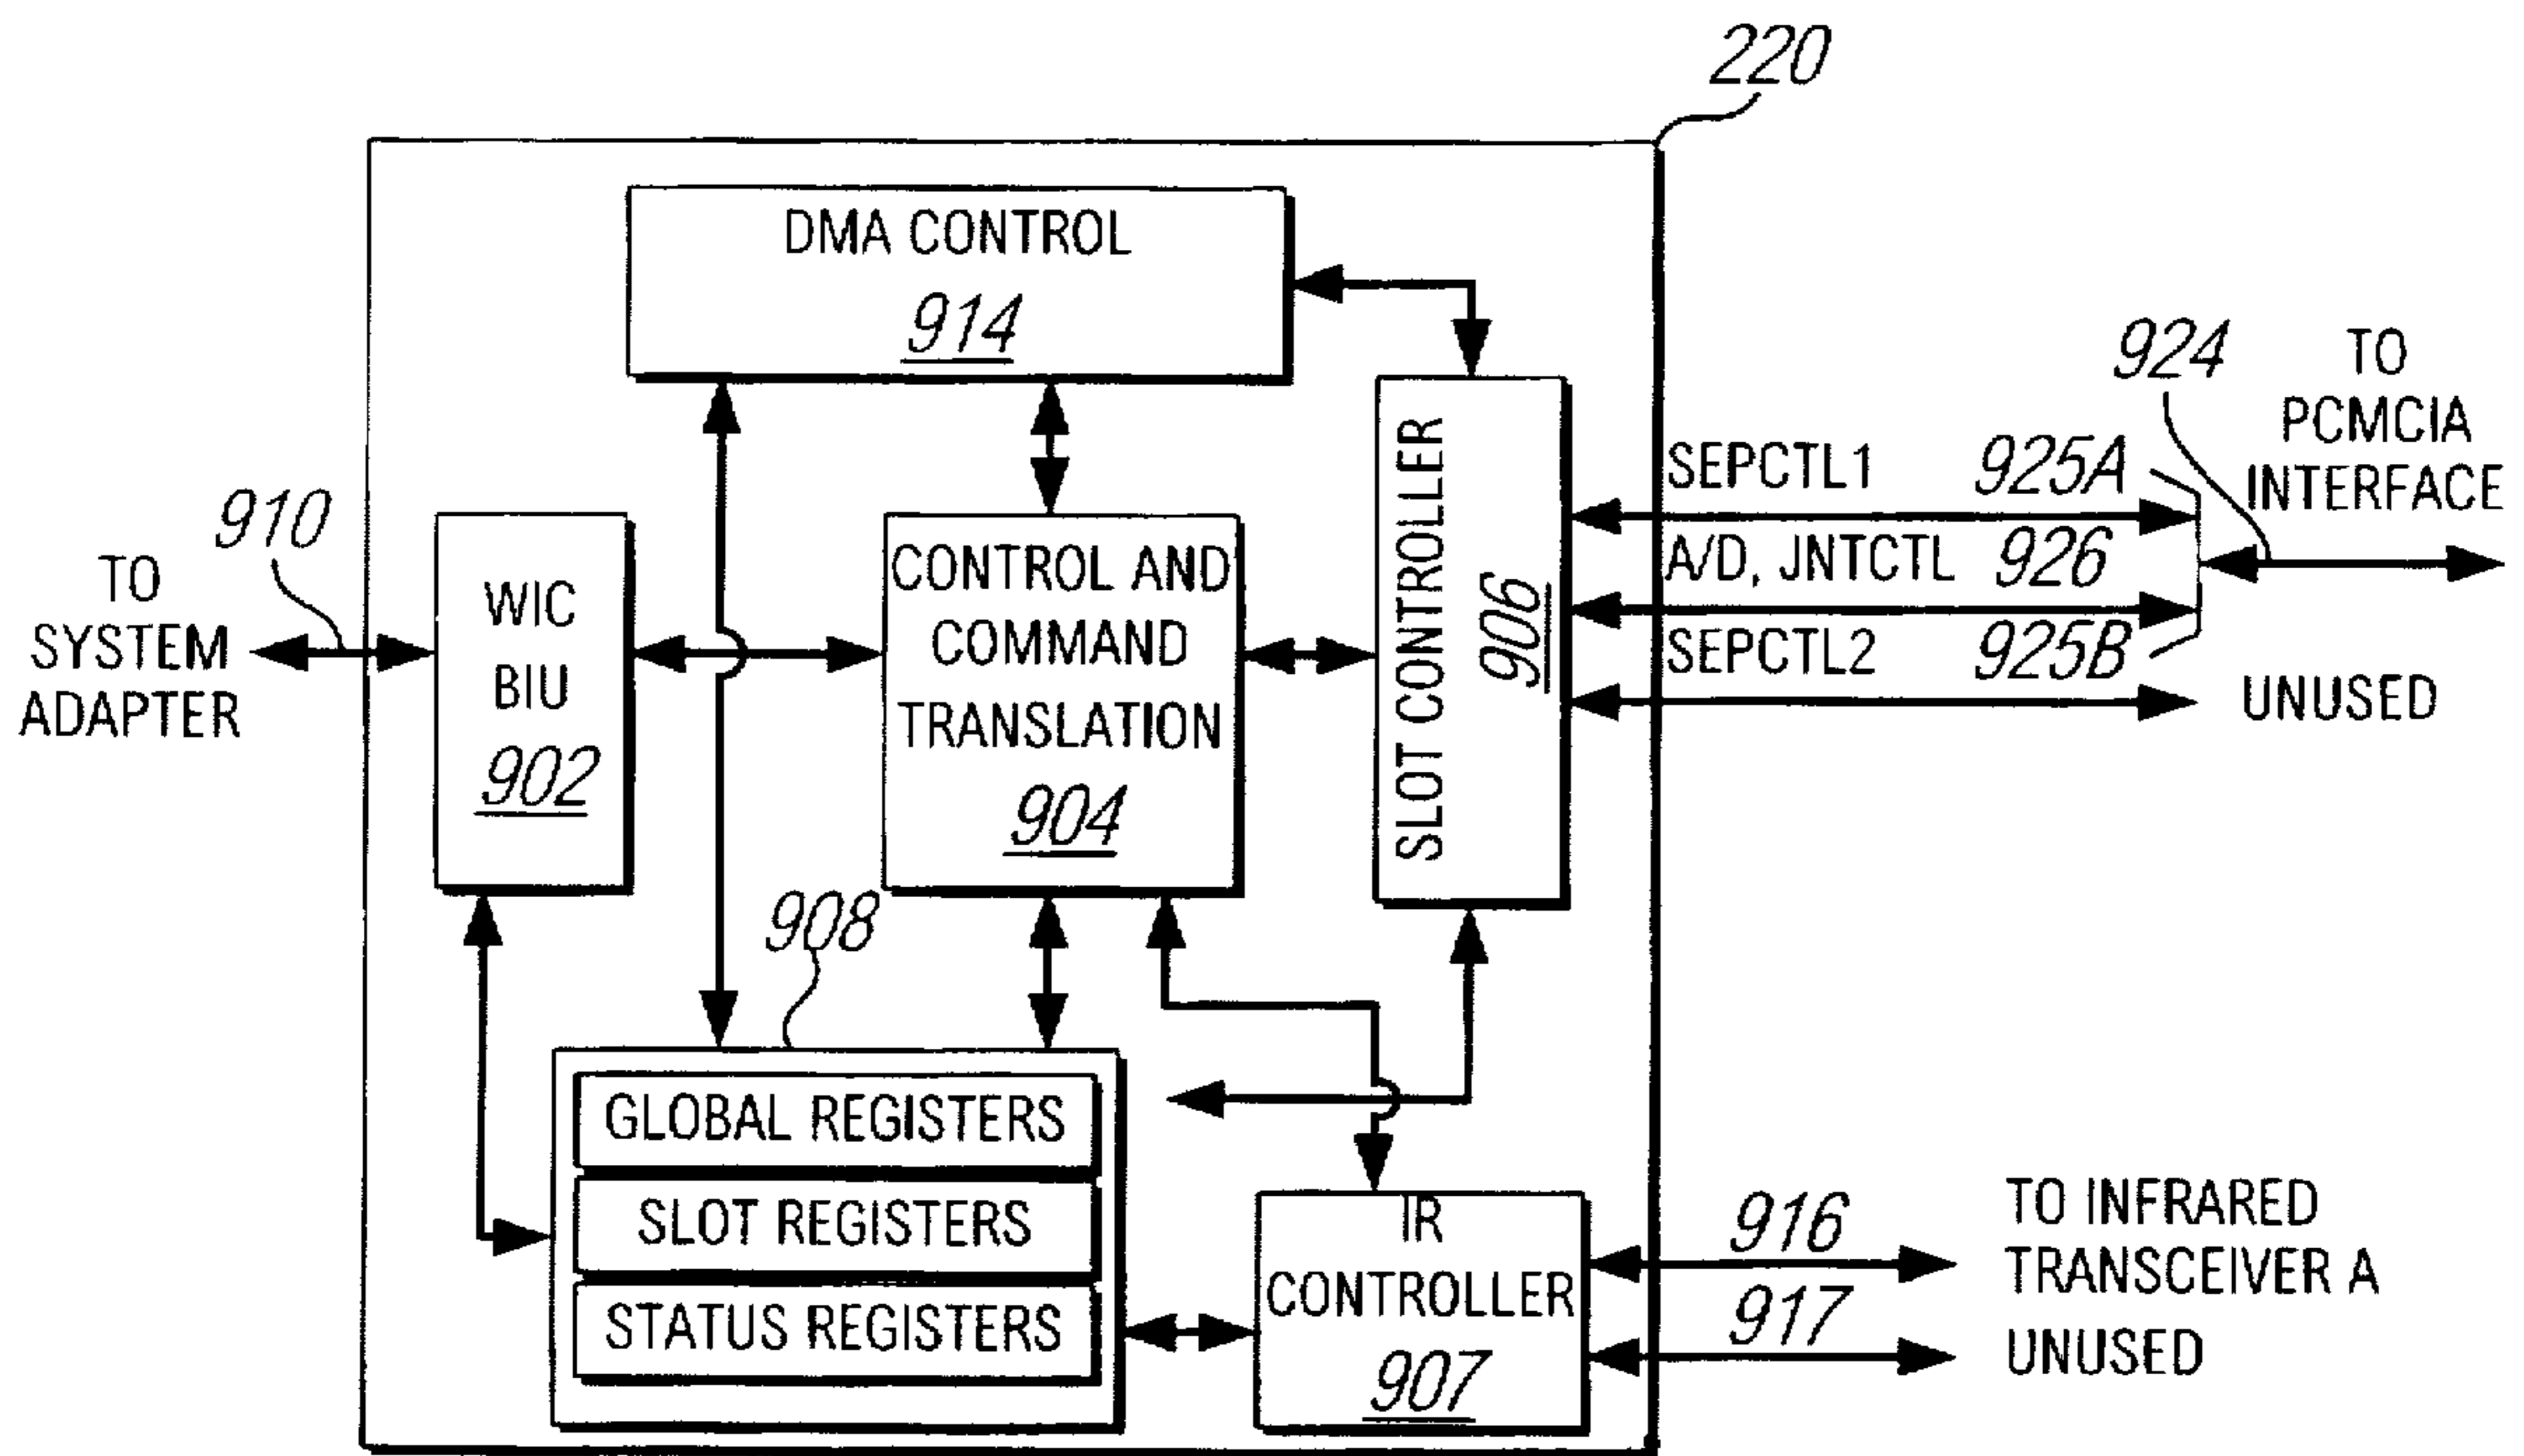 220
DMA CONTROL
914
910
TO
SYSTEM
ADAPTER
WIC
BIU
902
CONTROL AND
COMMAND
TRANSLATION
904
SLOT CONTROLLER
906
SEPCTL1 925A
A/D, JNTCTL 926
SEPCTL2 925B
924
TO
PCMCIA
INTERFACE
UNUSED
908
GLOBAL REGISTERS
SLOT REGISTERS
STATUS REGISTERS
IR
CONTROLLER
907
916
917
TO INFRARED
TRANSCEIVER A
UNUSED